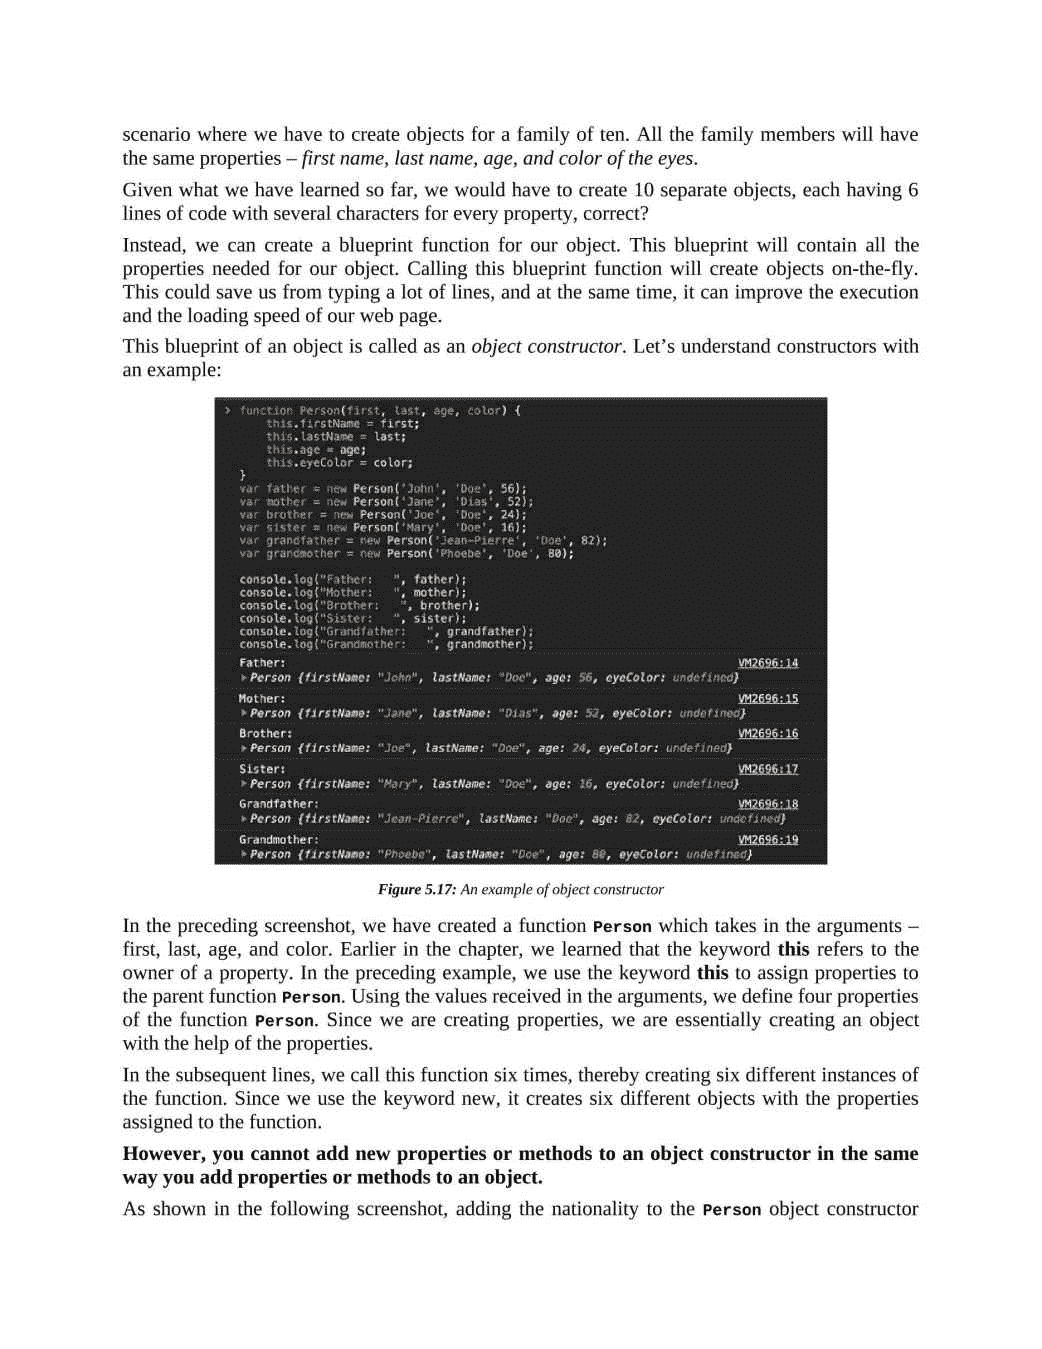 scenario where we have to create objects for a family of ten. All the family members will have
the same properties – first name, last name, age, and color of the eyes.
Given what we have learned so far, we would have to create 10 separate objects, each having 6
lines of code with several characters for every property, correct?
Instead, we can create a blueprint function for our object. This blueprint will contain all the
properties needed for our object. Calling this blueprint function will create objects on-the-fly.
This could save us from typing a lot of lines, and at the same time, it can improve the execution
and the loading speed of our web page.
This blueprint of an object is called as an object constructor. Let’s understand constructors with
an example:
> function Person(first, last, age, color) {
    this.firstName = first;
    this.lastName = last;
    this.age = age;
    this.eyeColor = color;
}
var father = new Person('John', 'Doe', 56);
var mother = new Person('Jane', 'Dias', 52);
var brother = new Person('Joe', 'Doe', 24);
var sister = new Person('Mary', 'Doe', 16);
var grandfather = new Person('Jean-Pierre', 'Doe', 82);
var grandmother = new Person('Phoebe', 'Doe', 80);
console.log("Father:   ", father);
console.log("Mother:   ", mother);
console.log("Brother:   ", brother);
console.log("Sister:   ", sister);
console.log("Grandfather:   ", grandfather);
console.log("Grandmother:   ", grandmother);
Father: VM2696:14
▸ Person {firstName: "John", lastName: "Doe", age: 56, eyeColor: undefined}
Mother: VM2696:15
▸ Person {firstName: "Jane", lastName: "Dias", age: 52, eyeColor: undefined}
Brother: VM2696:16
▸ Person {firstName: "Joe", lastName: "Doe", age: 24, eyeColor: undefined}
Sister: VM2696:17
▸ Person {firstName: "Mary", lastName: "Doe", age: 16, eyeColor: undefined}
Grandfather: VM2696:18
▸ Person {firstName: "Jean-Pierre", lastName: "Doe", age: 82, eyeColor: undefined}
Grandmother: VM2696:19
▸ Person {firstName: "Phoebe", lastName: "Doe", age: 80, eyeColor: undefined}
Figure 5.17: An example of object constructor
In the preceding screenshot, we have created a function Person which takes in the arguments –
first, last, age, and color. Earlier in the chapter, we learned that the keyword this refers to the
owner of a property. In the preceding example, we use the keyword this to assign properties to
the parent function Person. Using the values received in the arguments, we define four properties
of the function Person. Since we are creating properties, we are essentially creating an object
with the help of the properties.
In the subsequent lines, we call this function six times, thereby creating six different instances of
the function. Since we use the keyword new, it creates six different objects with the properties
assigned to the function.
However, you cannot add new properties or methods to an object constructor in the same
way you add properties or methods to an object.
As shown in the following screenshot, adding the nationality to the Person object constructor